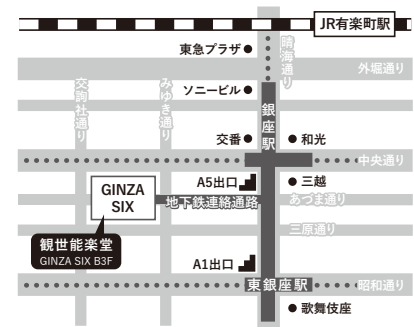 JR有楽町駅
東急プラザ
晴海通り
外堀通り
ソニービル
交詢社通り
みゆき通り
銀座駅
交番
和光
中央通り
A5出口
三越
GINZA
SIX
地下鉄連絡通路
あづま通り
三原通り
観世能楽堂
GINZA SIX B3F
A1出口
東銀座駅
昭和通り
歌舞伎座